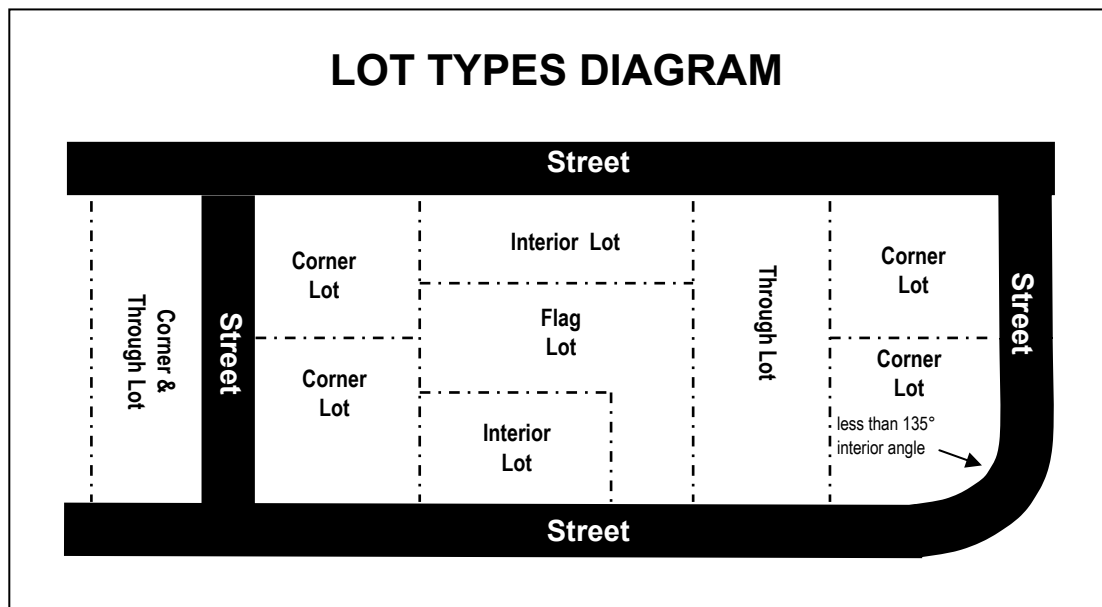 LOT TYPES DIAGRAM
Street
Corner &
Through Lot
Street
Corner
Lot
Corner
Lot
Interior Lot
Flag
Lot
Interior
Lot
Through Lot
Corner
Lot
Corner
Lot
less than 135°
interior angle
Street
Street